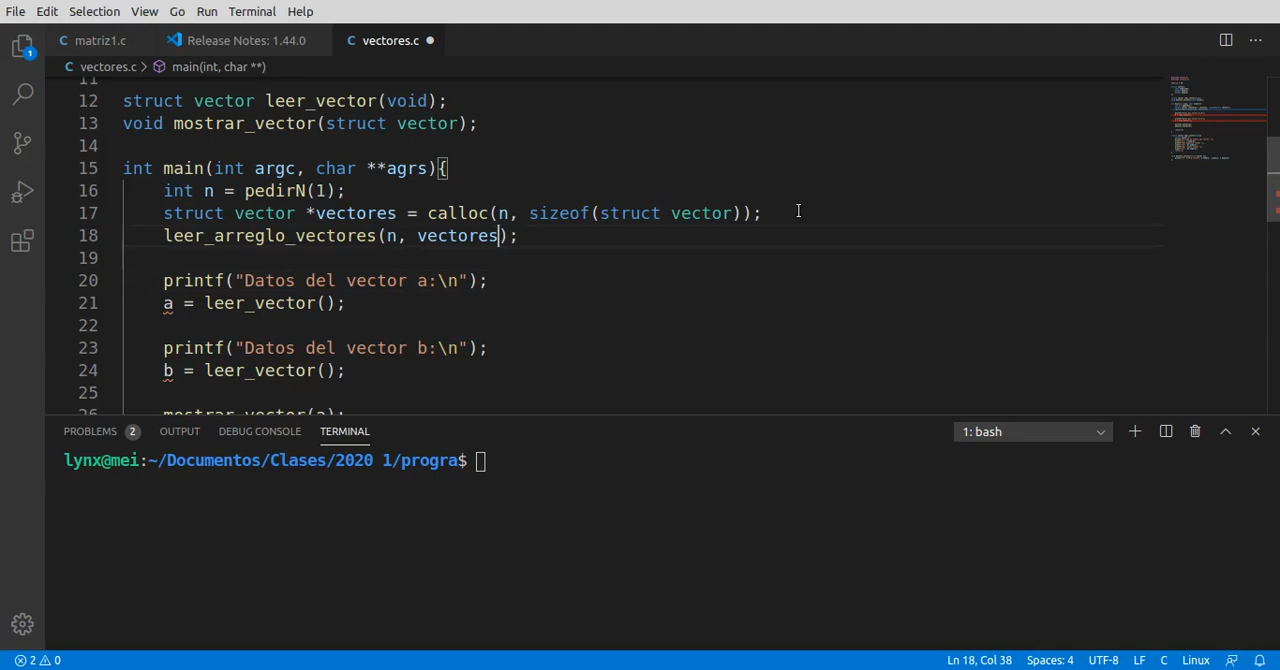 File Edit Selection View Go Run Terminal Help
1
C matriz1.c Release Notes: 1.44.0 C vectores.c ● ···
C vectores.c > main(int, char **)
11
12 struct vector leer_vector(void);
13 void mostrar_vector(struct vector);
14
15 int main(int argc, char **agrs){
16 int n = pedirN(1);
17 struct vector *vectores = calloc(n, sizeof(struct vector));
18 leer_arreglo_vectores(n, vectores);
19
20 printf("Datos del vector a:\n");
21 a = leer_vector();
22
23 printf("Datos del vector b:\n");
24 b = leer_vector();
25
26 mostrar_vector(a);
PROBLEMS 2 OUTPUT DEBUG CONSOLE TERMINAL 1: bash
lynx@mei:~/Documentos/Clases/2020 1/progra$
2 0 Ln 18, Col 38 Spaces: 4 UTF-8 LF C Linux